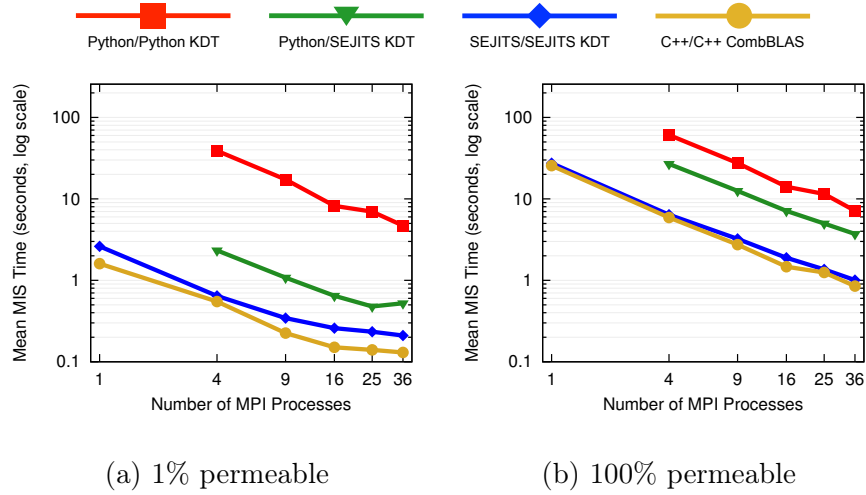 Python/Python KDT
Python/SEJITS KDT
SEJITS/SEJITS KDT
C++/C++ CombBLAS
Mean MIS Time (seconds, log scale)
100
10
1
0.1
1 4 9 16 25 36
Number of MPI Processes
(a) 1% permeable
Mean MIS Time (seconds, log scale)
100
10
1
0.1
1 4 9 16 25 36
Number of MPI Processes
(b) 100% permeable